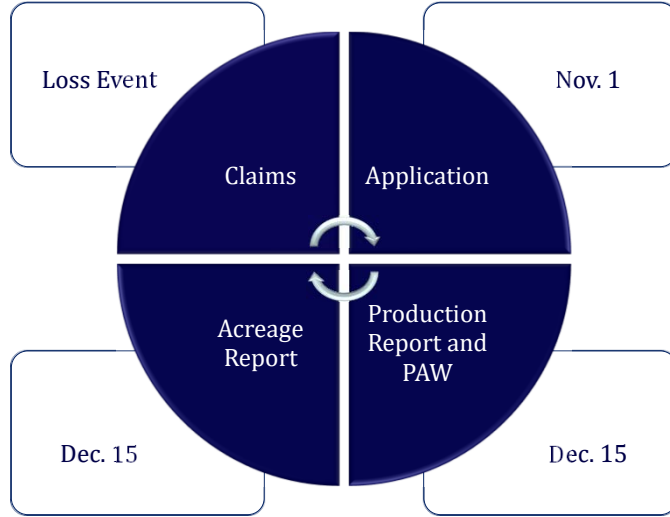 Loss Event
Nov. 1
Claims
Application
Acreage
Report
Production
Report and
PAW
Dec. 15
Dec. 15